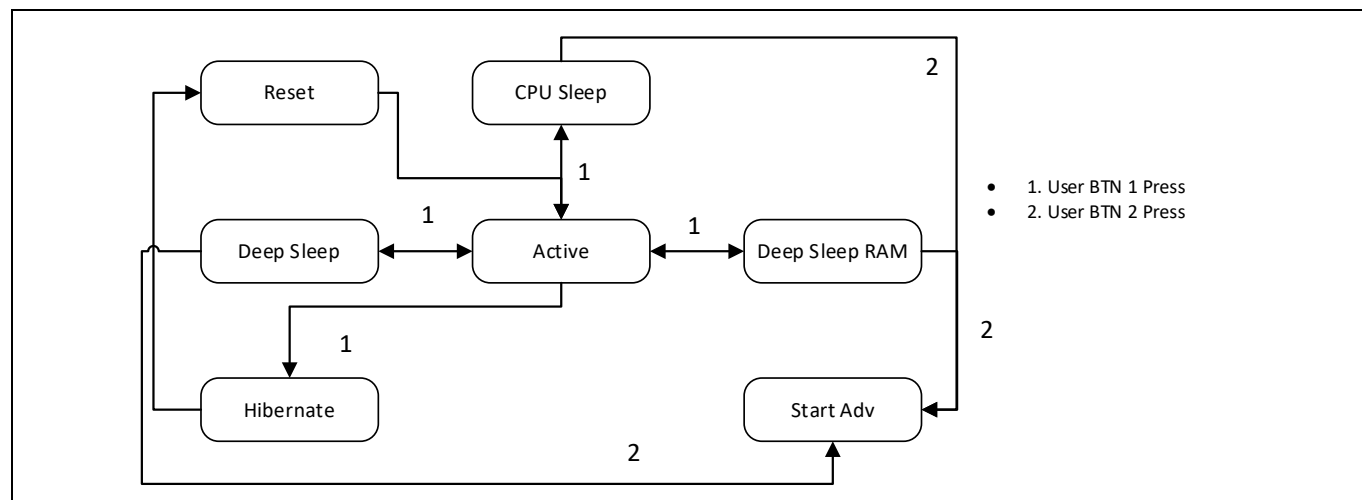 2
Reset
CPU Sleep
1
• 1. User BTN 1 Press
• 2. User BTN 2 Press
1
1
Deep Sleep
Active
Deep Sleep RAM
2
1
Hibernate
Start Adv
2